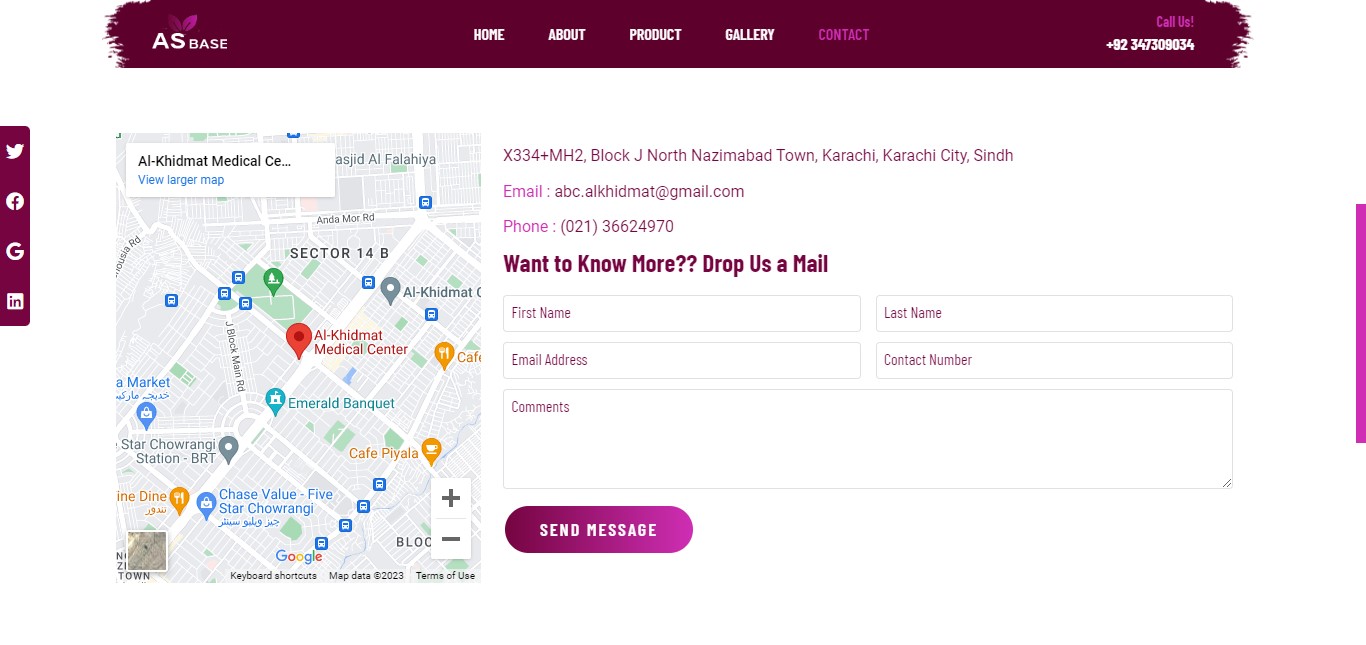 AS BASE
HOME
ABOUT
PRODUCT
GALLERY
CONTACT
Call Us!
+92 347309034
Al-Khidmat Medical Ce...
View larger map
asjid Al Falahiya
Anda Mor Rd
SECTOR 14 B
Al-Khidmat C
J Block Main Rd
Al-Khidmat
Medical Center
Cafe
a Market
Emerald Banquet
Star Chowrangi
Station - BRT
Cafe Piyala
ine Dine
تندور
Chase Value - Five
Star Chowrangi
چیز ویلیو سینٹر
BLOC
TOWN
Google
Keyboard shortcuts
Map data ©2023
Terms of Use
X334+MH2, Block J North Nazimabad Town, Karachi, Karachi City, Sindh
Email : abc.alkhidmat@gmail.com
Phone : (021) 36624970
Want to Know More?? Drop Us a Mail
First Name
Last Name
Email Address
Contact Number
Comments
SEND MESSAGE